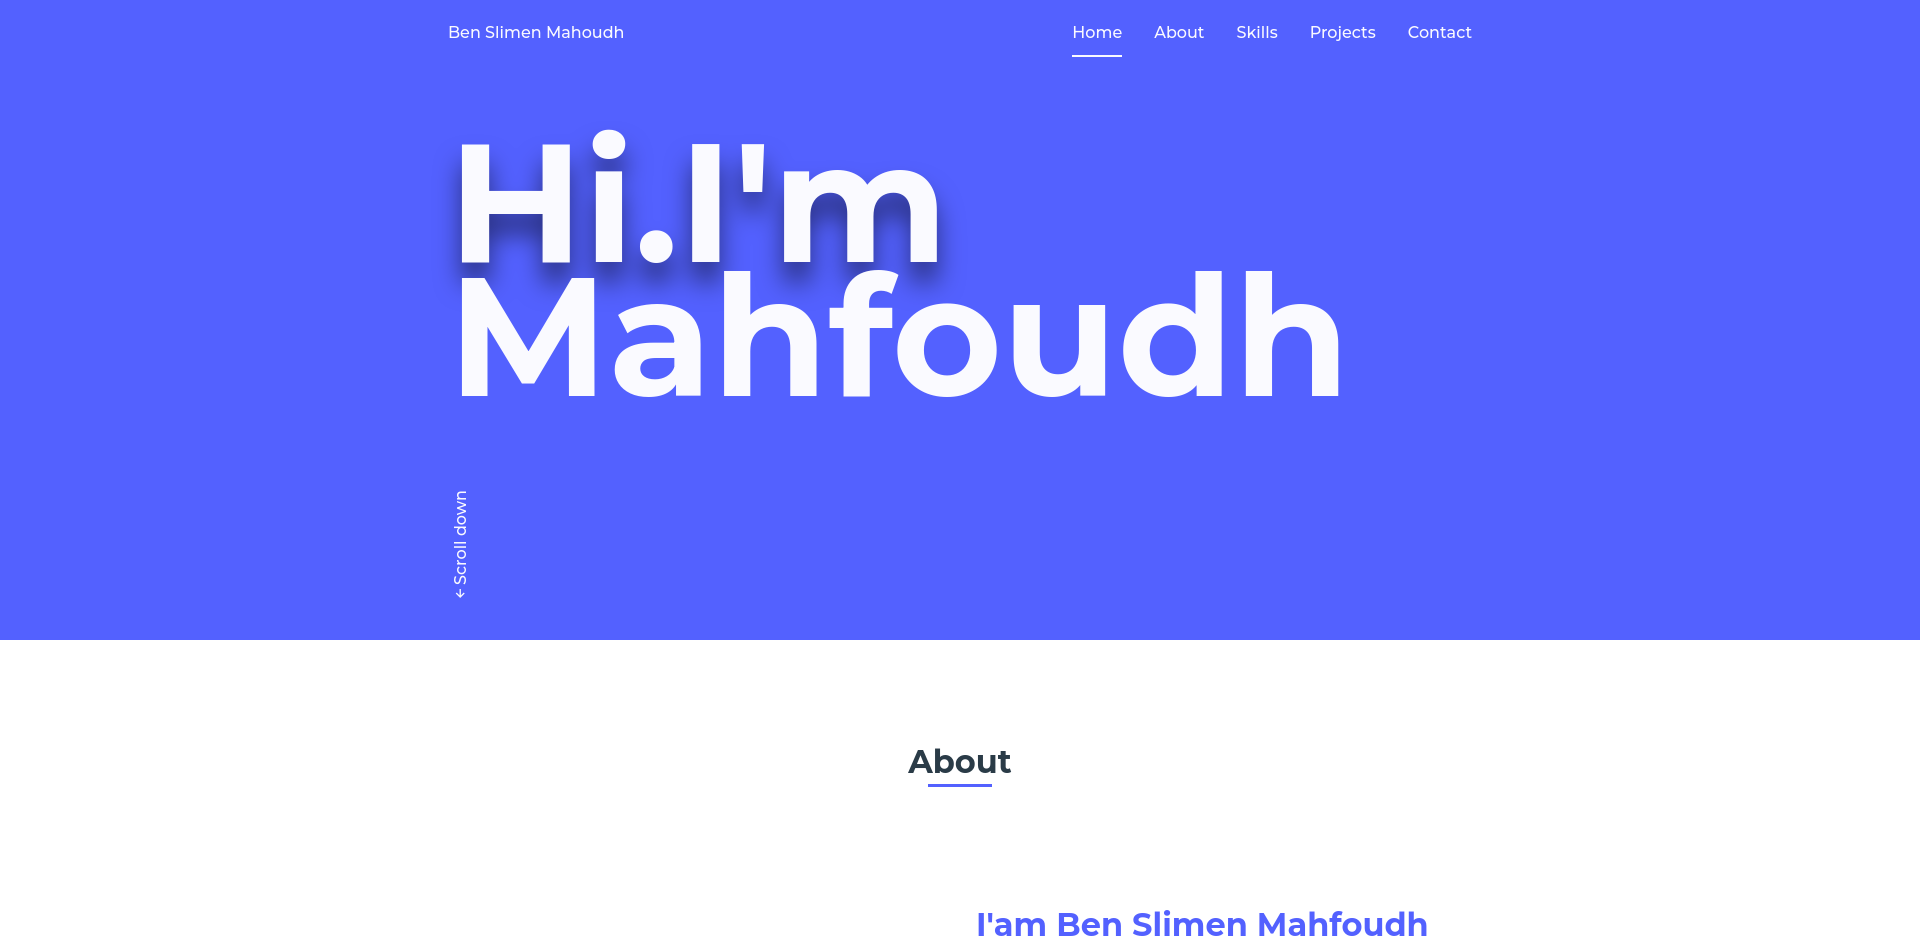 Ben Slimen Mahoudh
Home About Skills Projects Contact
Hi.I'm
Mahfoudh
← Scroll down
About
I'am Ben Slimen Mahfoudh